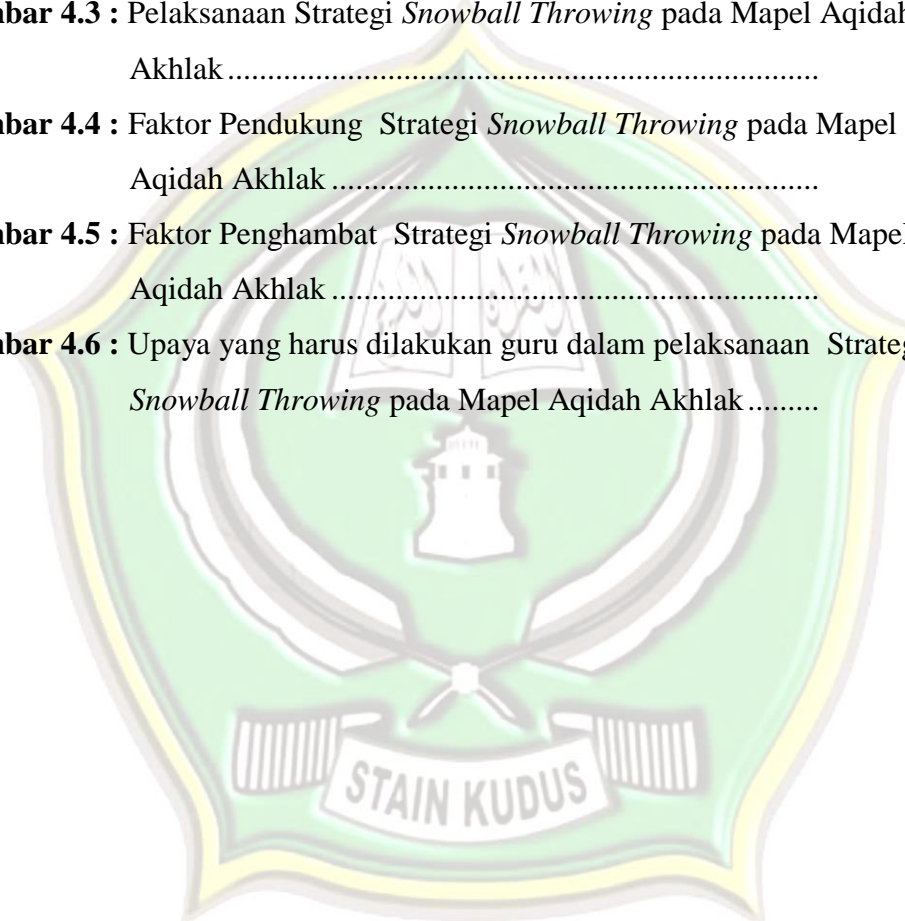 mbar 4.3 : Pelaksanaan Strategi Snowball Throwing pada Mapel Aqidah
Akhlak ..........................................................................
mbar 4.4 : Faktor Pendukung  Strategi Snowball Throwing pada Mapel
Aqidah Akhlak .............................................................
mbar 4.5 : Faktor Penghambat  Strategi Snowball Throwing pada Mapel
Aqidah Akhlak .............................................................
mbar 4.6 : Upaya yang harus dilakukan guru dalam pelaksanaan  Strateg
Snowball Throwing pada Mapel Aqidah Akhlak .........
STAIN KUDUS